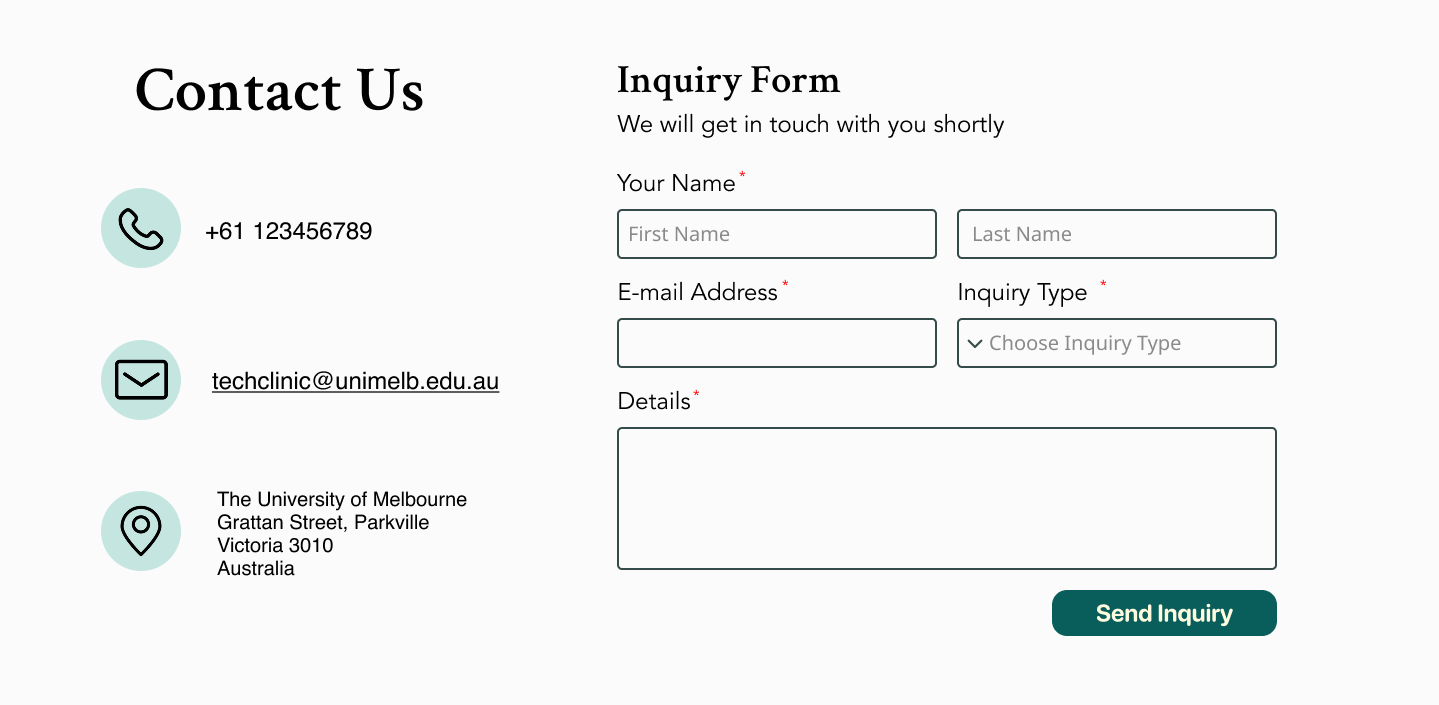 Contact Us
+61 123456789
techclinic@unimelb.edu.au
The University of Melbourne
Grattan Street, Parkville
Victoria 3010
Australia
Inquiry Form
We will get in touch with you shortly
Your Name*
First Name
Last Name
E-mail Address*
Inquiry Type *
Choose Inquiry Type
Details*
Send Inquiry